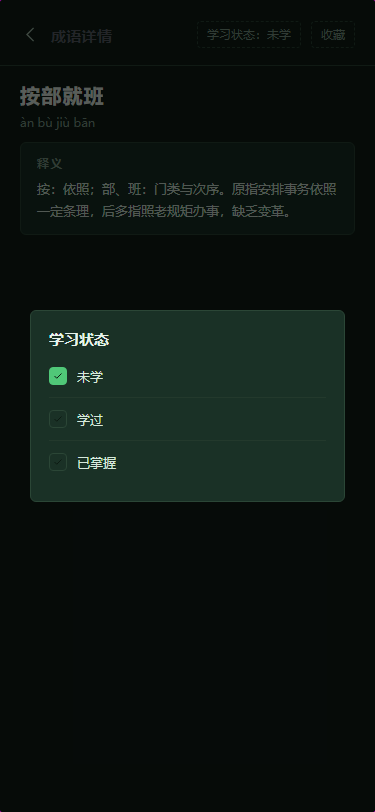 成语详情
学习状态：未学
收藏
按部就班
àn bù jiù bān
释义
按：依照；部、班：门类与次序。原指安排事务依照
一定条理，后多指照老规矩办事，缺乏变革。
学习状态
未学
学过
已掌握